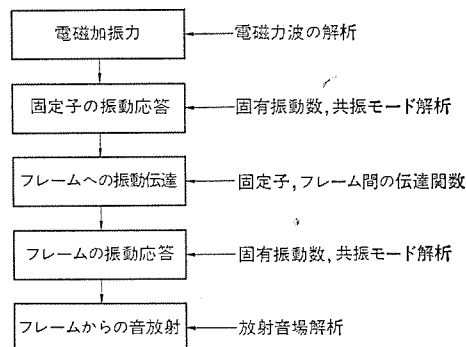 電磁加振力
電磁力波の解析
固定子の振動応答
固有振動数,共振モード解析
フレームへの振動伝達
固定子,フレーム間の伝達関数
フレームの振動応答
固有振動数,共振モード解析
フレームからの音放射
放射音場解析